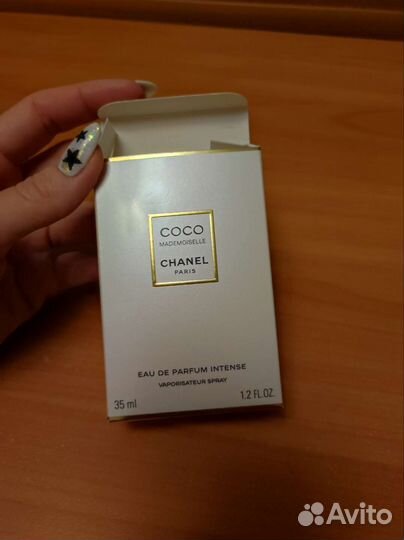 COCO
MADEMOISELLE
CHANEL
PARIS
EAU DE PARFUM INTENSE
VAPORISATEUR SPRAY
35 ml 1.2 FL.OZ.
Avito